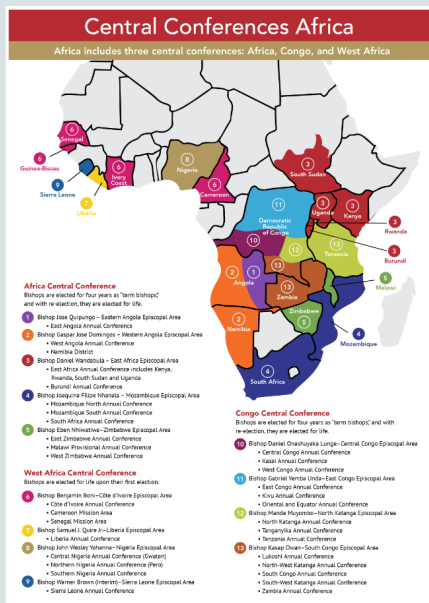 Central Conferences Africa
Africa includes three central conferences: Africa, Congo, and West Africa
6
Senegal
6
Guinea-Bissau
9
Sierra Leone
7
Liberia
6
Ivory
Coast
8
Nigeria
6
Cameroon
3
South Sudan
3
Uganda
3
Kenya
3
Rwanda
3
Burundi
11
Democratic
Republic
of Congo
10
12
12
Tanzania
2
1
Angola
13
13
Zambia
5
Malawi
Zimbabwe
5
2
Namibia
4
Mozambique
4
South Africa
Africa Central Conference
Bishops are elected for four years as "term bishops,"
and with re-election, they are elected for life.
1 Bishop Jose Quipungo – Eastern Angola Episcopal Area
• East Angola Annual Conference
2 Bishop Gaspar Joao Domingos – Western Angola Episcopal Area
• West Angola Annual Conference
• Namibia District
3 Bishop Daniel Wandabula – East Africa Episcopal Area
• East Africa Annual Conference includes Kenya,
Rwanda, South Sudan and Uganda
• Burundi Annual Conference
4 Bishop Joaquina Filipe Nhanala – Mozambique Episcopal Area
• Mozambique North Annual Conference
• Mozambique South Annual Conference
• South Africa Annual Conference
5 Bishop Eben Nhiwatiwa – Zimbabwe Episcopal Area
• East Zimbabwe Annual Conference
• Malawi Provisional Annual Conference
• West Zimbabwe Annual Conference
West Africa Central Conference
Bishops are elected for life upon their first election.
6 Bishop Benjamin Boni – Côte d'Ivoire Episcopal Area
• Côte d'Ivoire Annual Conference
• Cameroon Mission Area
• Senegal Mission Area
7 Bishop Samuel J. Quire Jr. – Liberia Episcopal Area
• Liberia Annual Conference
8 Bishop John Wesley Yohanna – Nigeria Episcopal Area
• Central Nigeria Annual Conference (Gwaten)
• Northern Nigeria Annual Conference (Pero)
• Southern Nigeria Annual Conference
9 Bishop Warner Brown (Interim) – Sierra Leone Episcopal Area
• Sierra Leone Annual Conference
Congo Central Conference
Bishops are elected for four years as "term bishops," and with
re-election, they are elected for life.
10 Bishop Daniel Onashuyaka Lunge – Central Congo Episcopal Area
• Central Congo Annual Conference
• Kasai Annual Conference
• West Congo Annual Conference
11 Bishop Gabriel Yemba Unda – East Congo Episcopal Area
• East Congo Annual Conference
• Kivu Annual Conference
• Oriental and Equator Annual Conference
12 Bishop Mande Muyombo – North Katanga Episcopal Area
• North Katanga Annual Conference
• Tanganyika Annual Conference
• Tanzania Annual Conference
13 Bishop Kasap Owan – South Congo Episcopal Area
• Lukoshi Annual Conference
• North-West Katanga Annual Conference
• South Congo Annual Conference
• South-West Katanga Annual Conference
• Zambia Annual Conference